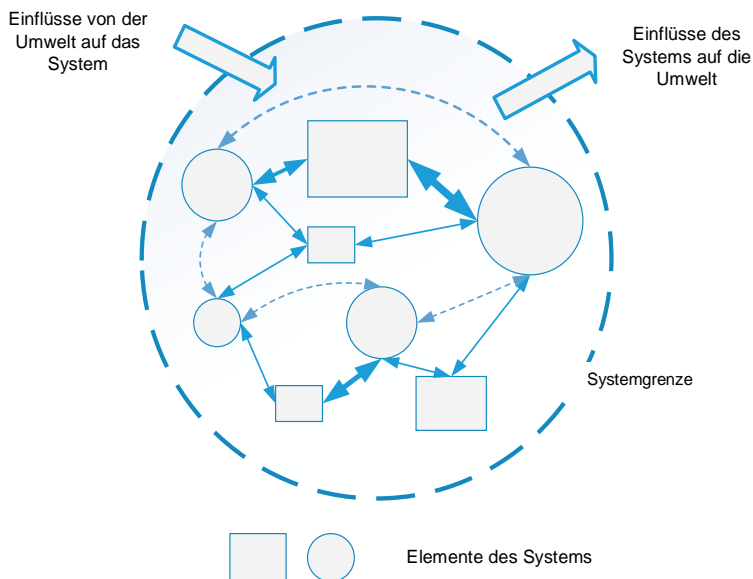 Einflüsse von der
Umwelt auf das
System
Einflüsse des
Systems auf die
Umwelt
Systemgrenze
Elemente des Systems